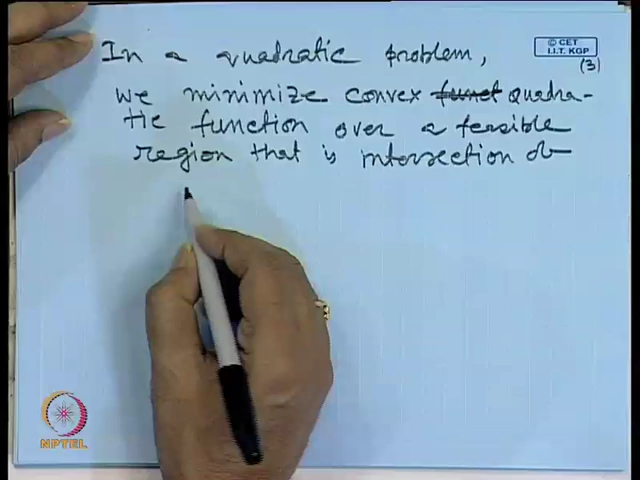 In a quadratic problem,
© CET
I.I.T. KGP
(3)
we minimize convex funct quadra-
tic function over a feasible
region that is intersection of
NPTEL